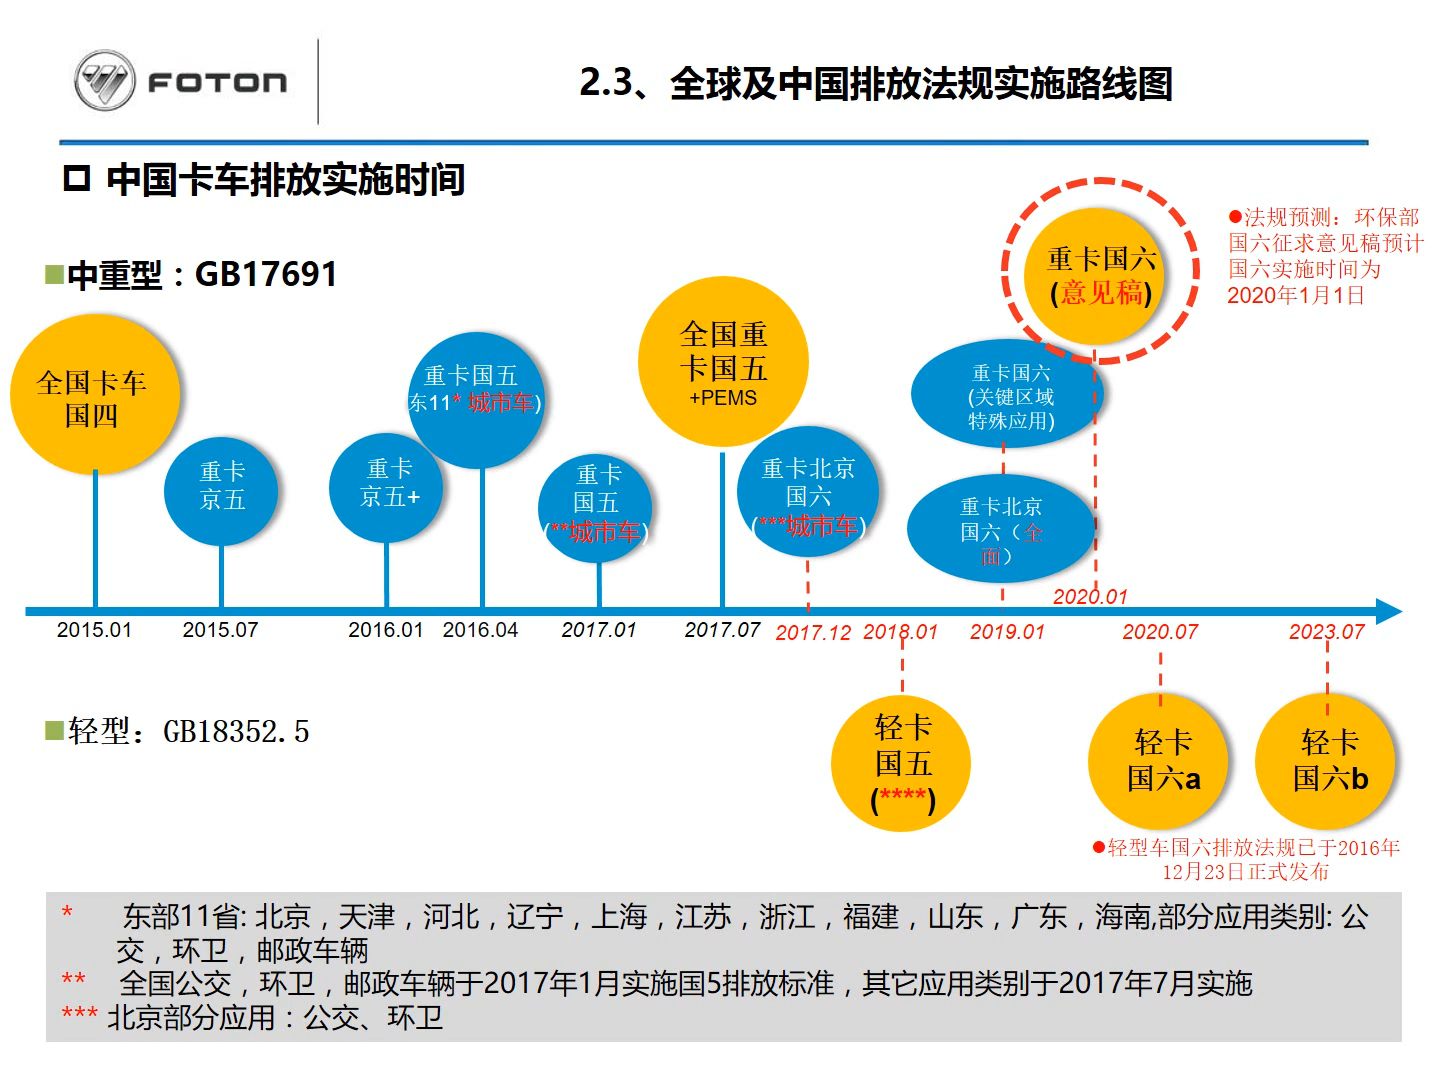 FOTON
2.3、全球及中国排放法规实施路线图
中国卡车排放实施时间
中重型：GB17691
●法规预测：环保部
国六征求意见稿预计
国六实施时间为
2020年1月1日
重卡国六
(意见稿)
全国卡车
国四
重卡
京五
重卡
京五+
重卡国五
东11* 城市车)
重卡
国五
(**城市车)
全国重
卡国五
+PEMS
重卡北京
国六
(***城市车)
重卡国六
(关键区域
特殊应用)
重卡北京
国六（全
面）
2020.01
2015.01
2015.07
2016.01
2016.04
2017.01
2017.07
2017.12
2018.01
2019.01
2020.07
2023.07
轻型：GB18352.5
轻卡
国五
(****)
轻卡
国六a
轻卡
国六b
●轻型车国六排放法规已于2016年
12月23日正式发布
* 东部11省: 北京，天津，河北，辽宁，上海，江苏，浙江，福建，山东，广东，海南,部分应用类别: 公
交，环卫，邮政车辆
** 全国公交，环卫，邮政车辆于2017年1月实施国5排放标准，其它应用类别于2017年7月实施
*** 北京部分应用：公交、环卫